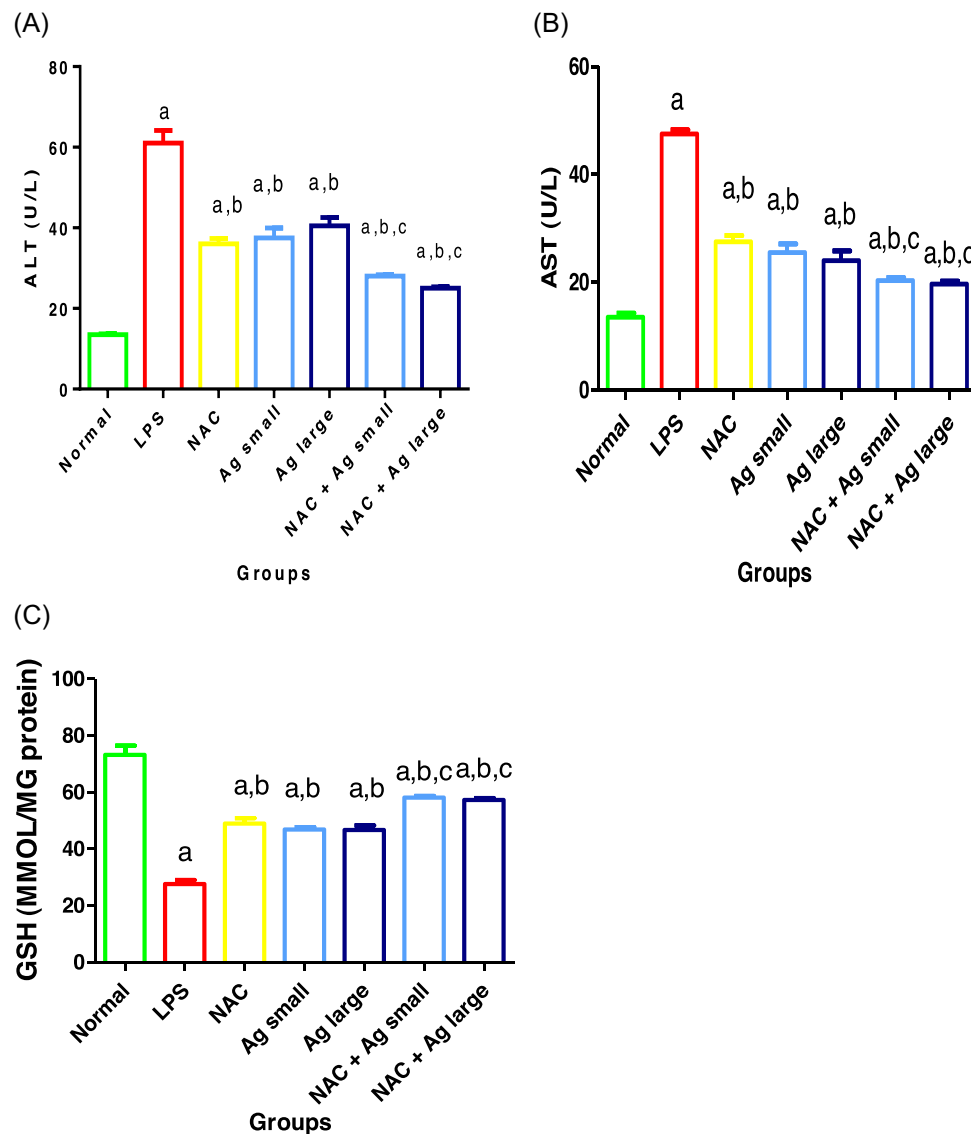 (A)
ALT (U/L)
80
60
40
20
0
a
a,b
a,b
a,b
a,b,c
a,b,c
Normal
LPS
NAC
Ag small
Ag large
NAC + Ag small
NAC + Ag large
Groups
(B)
AST (U/L)
60
40
20
0
a
a,b
a,b
a,b
a,b,c
a,b,c
Normal
LPS
NAC
Ag small
Ag large
NAC + Ag small
NAC + Ag large
Groups
(C)
GSH (MMOL/MG protein)
100
80
60
40
20
0
a
a,b
a,b
a,b
a,b,c
a,b,c
Normal
LPS
NAC
Ag small
Ag large
NAC + Ag small
NAC + Ag large
Groups